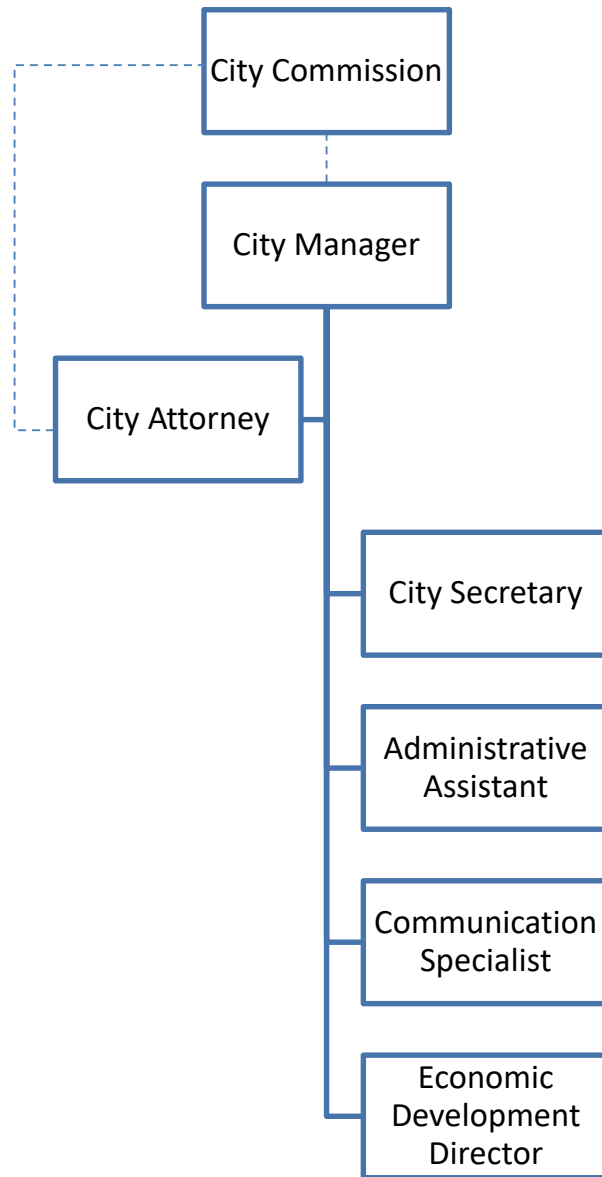 City Commission
City Manager
City Attorney
City Secretary
Administrative
Assistant
Communication
Specialist
Economic
Development
Director